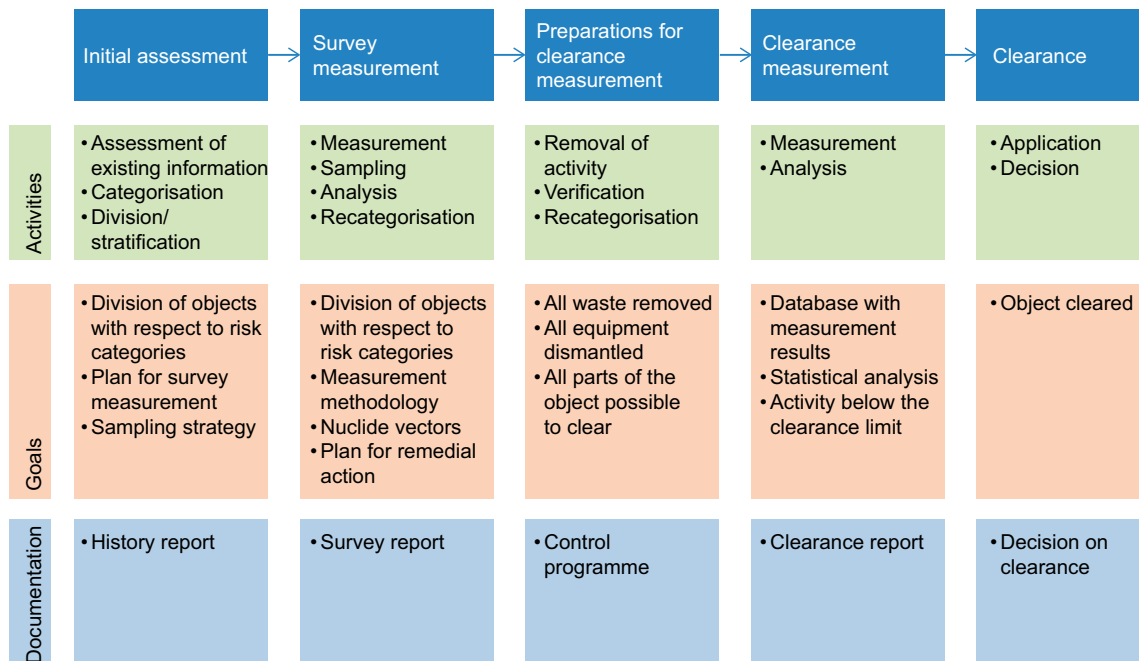 Initial assessment
Survey
measurement
Preparations for
clearance
measurement
Clearance
measurement
Clearance
Activities
• Assessment of
existing information
• Categorisation
• Division/
stratification
• Measurement
• Sampling
• Analysis
• Recategorisation
• Removal of
activity
• Verification
• Recategorisation
• Measurement
• Analysis
• Application
• Decision
Goals
• Division of objects
with respect to risk
categories
• Plan for survey
measurement
• Sampling strategy
• Division of objects
with respect to
risk categories
• Measurement
methodology
• Nuclide vectors
• Plan for remedial
action
• All waste removed
• All equipment
dismantled
• All parts of the
object possible
to clear
• Database with
measurement
results
• Statistical analysis
• Activity below the
clearance limit
• Object cleared
Documentation
• History report
• Survey report
• Control
programme
• Clearance report
• Decision on
clearance